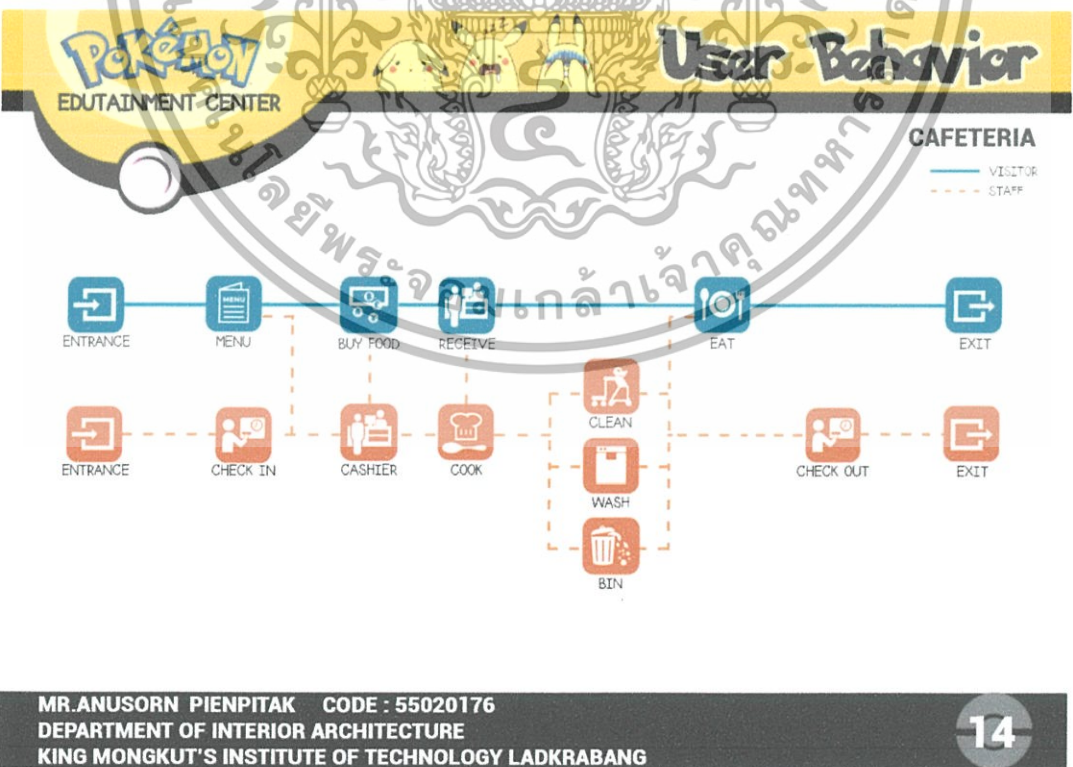 POKÉMON
EDUTAINMENT CENTER
User Behavior
CAFETERIA
VISITOR
STAFF
MENU
ENTRANCE MENU BUY FOOD RECEIVE EAT EXIT
CLEAN
ENTRANCE CHECK IN CASHIER COOK CHECK OUT EXIT
WASH
BIN
MR.ANUSORN PIENPITAK CODE : 55020176
DEPARTMENT OF INTERIOR ARCHITECTURE
KING MONGKUT'S INSTITUTE OF TECHNOLOGY LADKRABANG
14